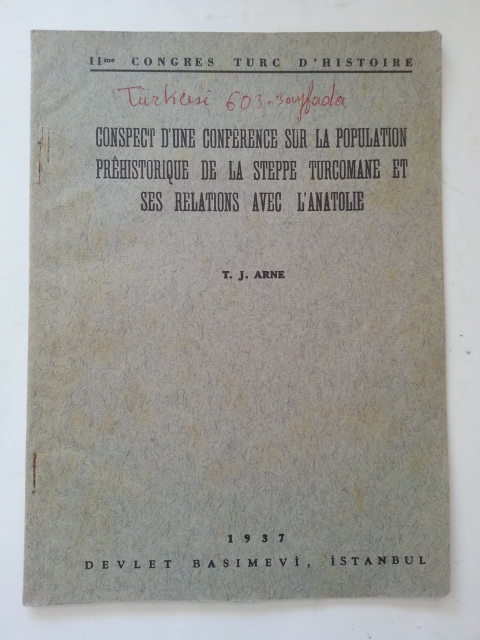 IIme CONGRES TURC D'HISTOIRE
Türkçesi 603. sayfada
CONSPECT D'UNE CONFÉRENCE SUR LA POPULATION
PRÉHISTORIQUE DE LA STEPPE TURCOMANE ET
SES RELATIONS AVEC L'ANATOLIE
T. J. ARNE
1937
DEVLET BASIMEVİ, İSTANBUL